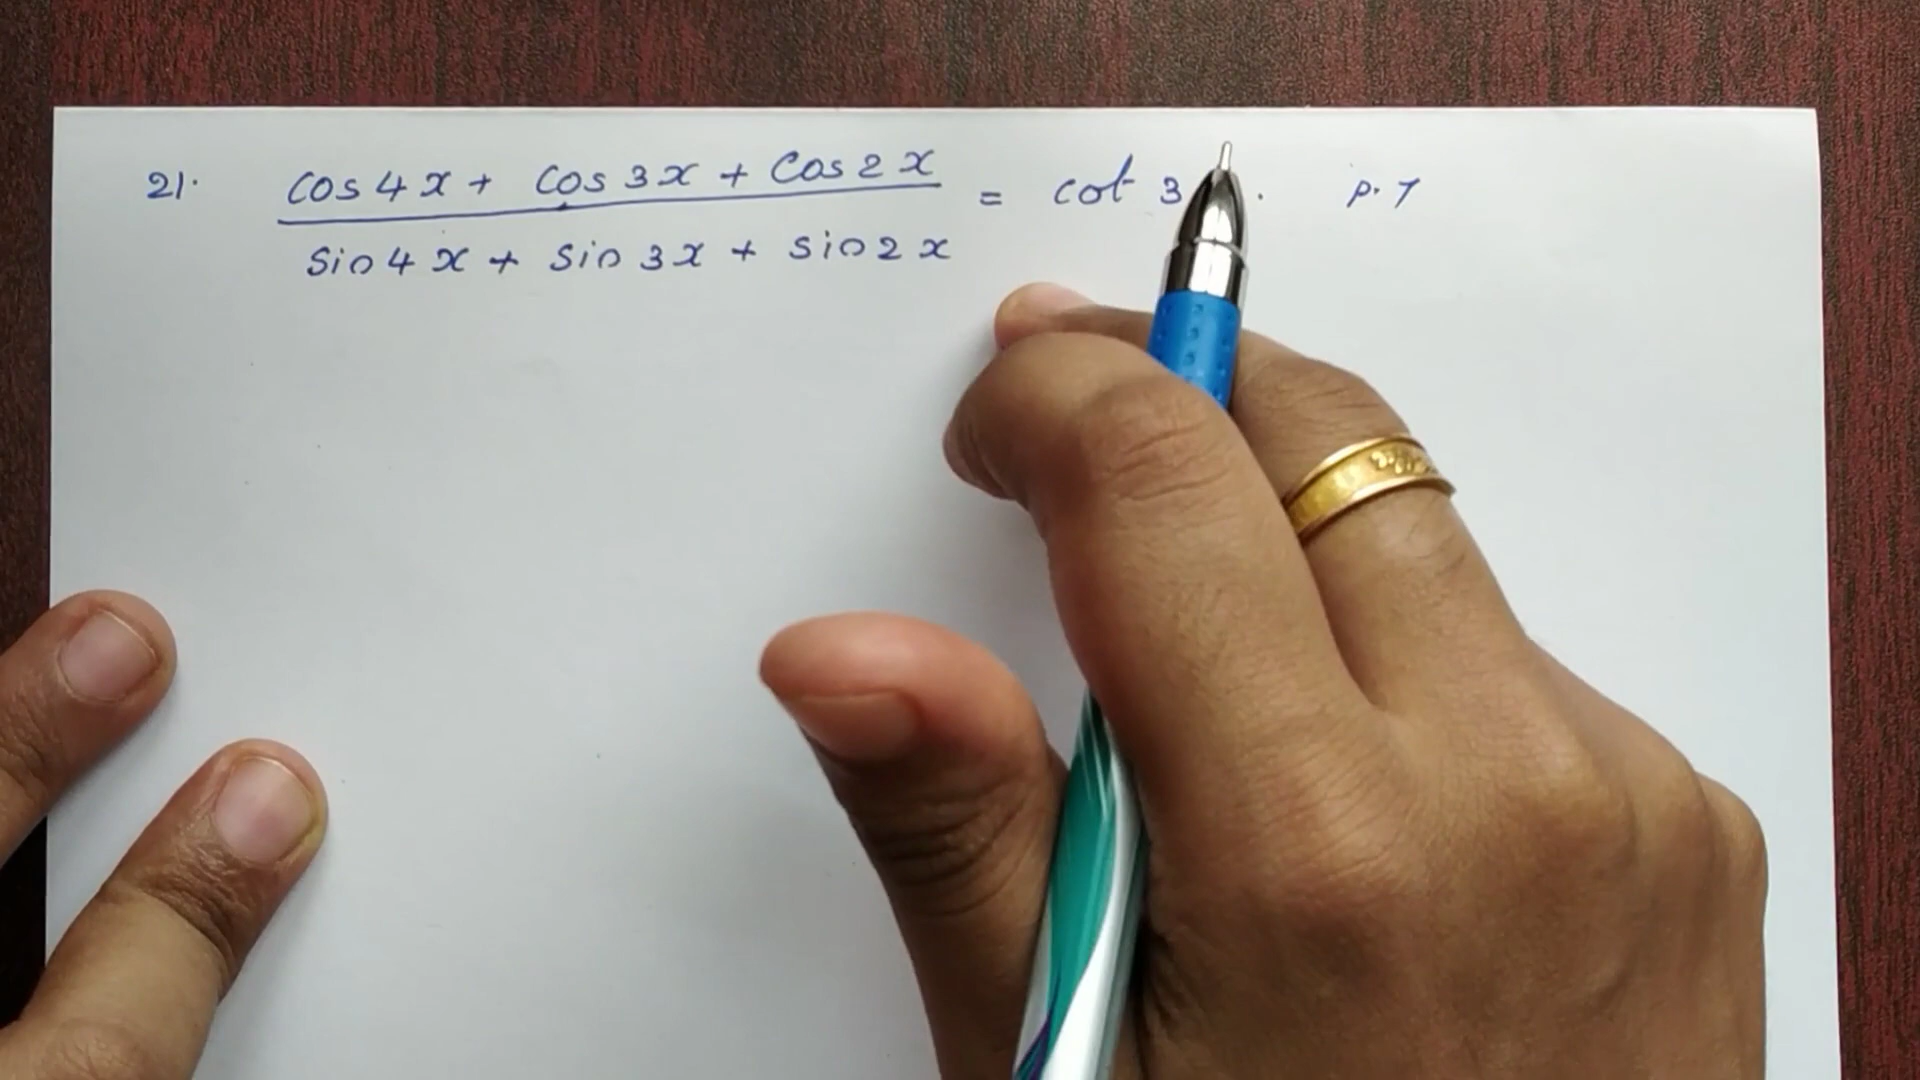 21. cos 4x + cos 3x + cos 2x = cot 3 . P.T
sin 4x + sin 3x + sin 2x